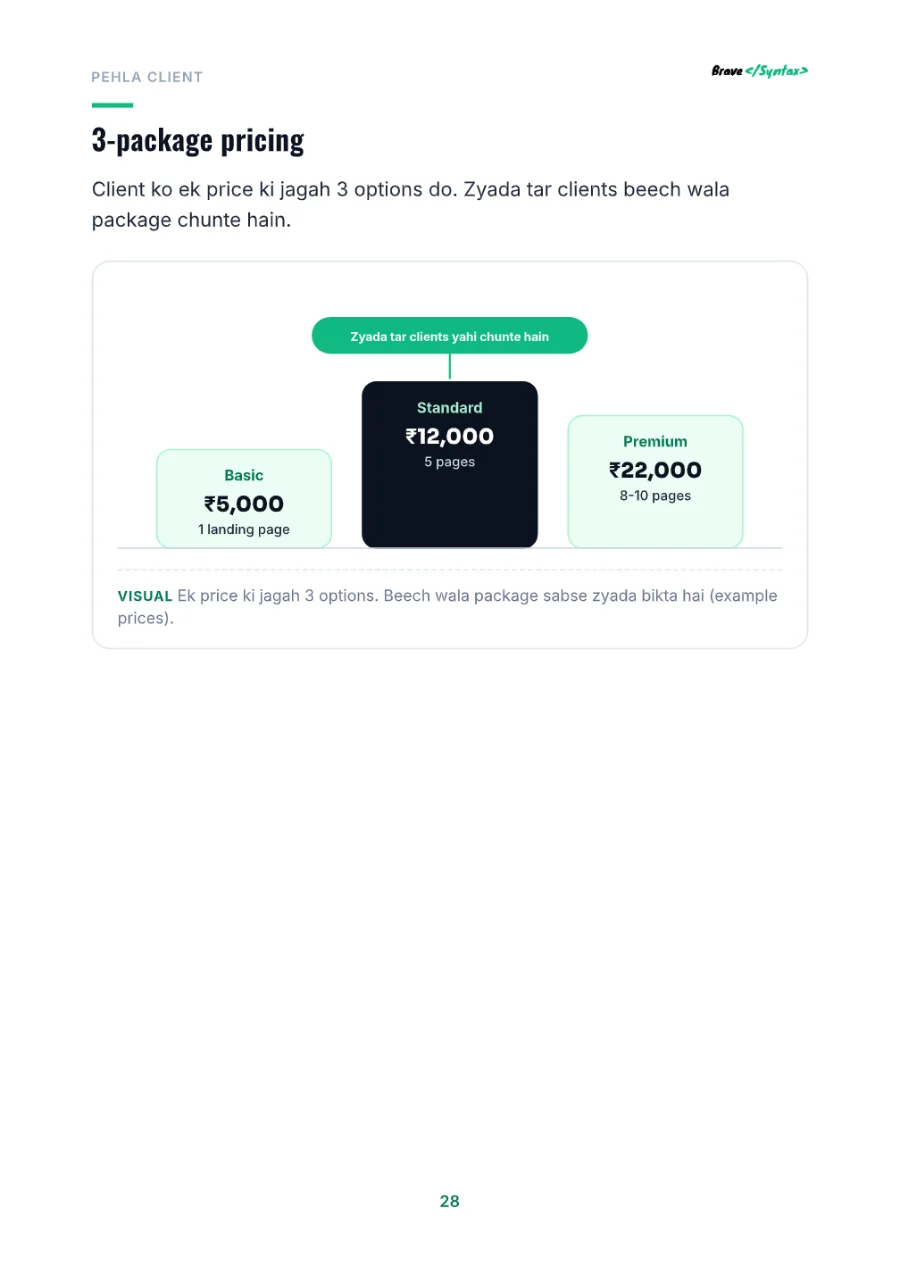 PEHLA CLIENT
Brave </Syntax>
3-package pricing
Client ko ek price ki jagah 3 options do. Zyada tar clients beech wala
package chunte hain.
Zyada tar clients yahi chunte hain
Basic
₹5,000
1 landing page
Standard
₹12,000
5 pages
Premium
₹22,000
8-10 pages
VISUAL Ek price ki jagah 3 options. Beech wala package sabse zyada bikta hai (example
prices).
28